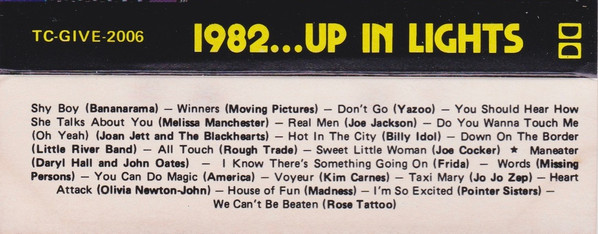 TC-GIVE-2006 1982...UP IN LIGHTS
Shy Boy (Bananarama) — Winners (Moving Pictures) — Don't Go (Yazoo) — You Should Hear How
She Talks About You (Melissa Manchester) — Real Men (Joe Jackson) — Do You Wanna Touch Me
(Oh Yeah) (Joan Jett and The Blackhearts) — Hot In The City (Billy Idol) — Down On The Border
(Little River Band) — All Touch (Rough Trade) — Sweet Little Woman (Joe Cocker) ★ Maneater
(Daryl Hall and John Oates) — I Know There's Something Going On (Frida) — Words (Missing
Persons) — You Can Do Magic (America) — Voyeur (Kim Carnes) — Taxi Mary (Jo Jo Zep) — Heart
Attack (Olivia Newton-John) — House of Fun (Madness) — I'm So Excited (Pointer Sisters) —
We Can't Be Beaten (Rose Tattoo)